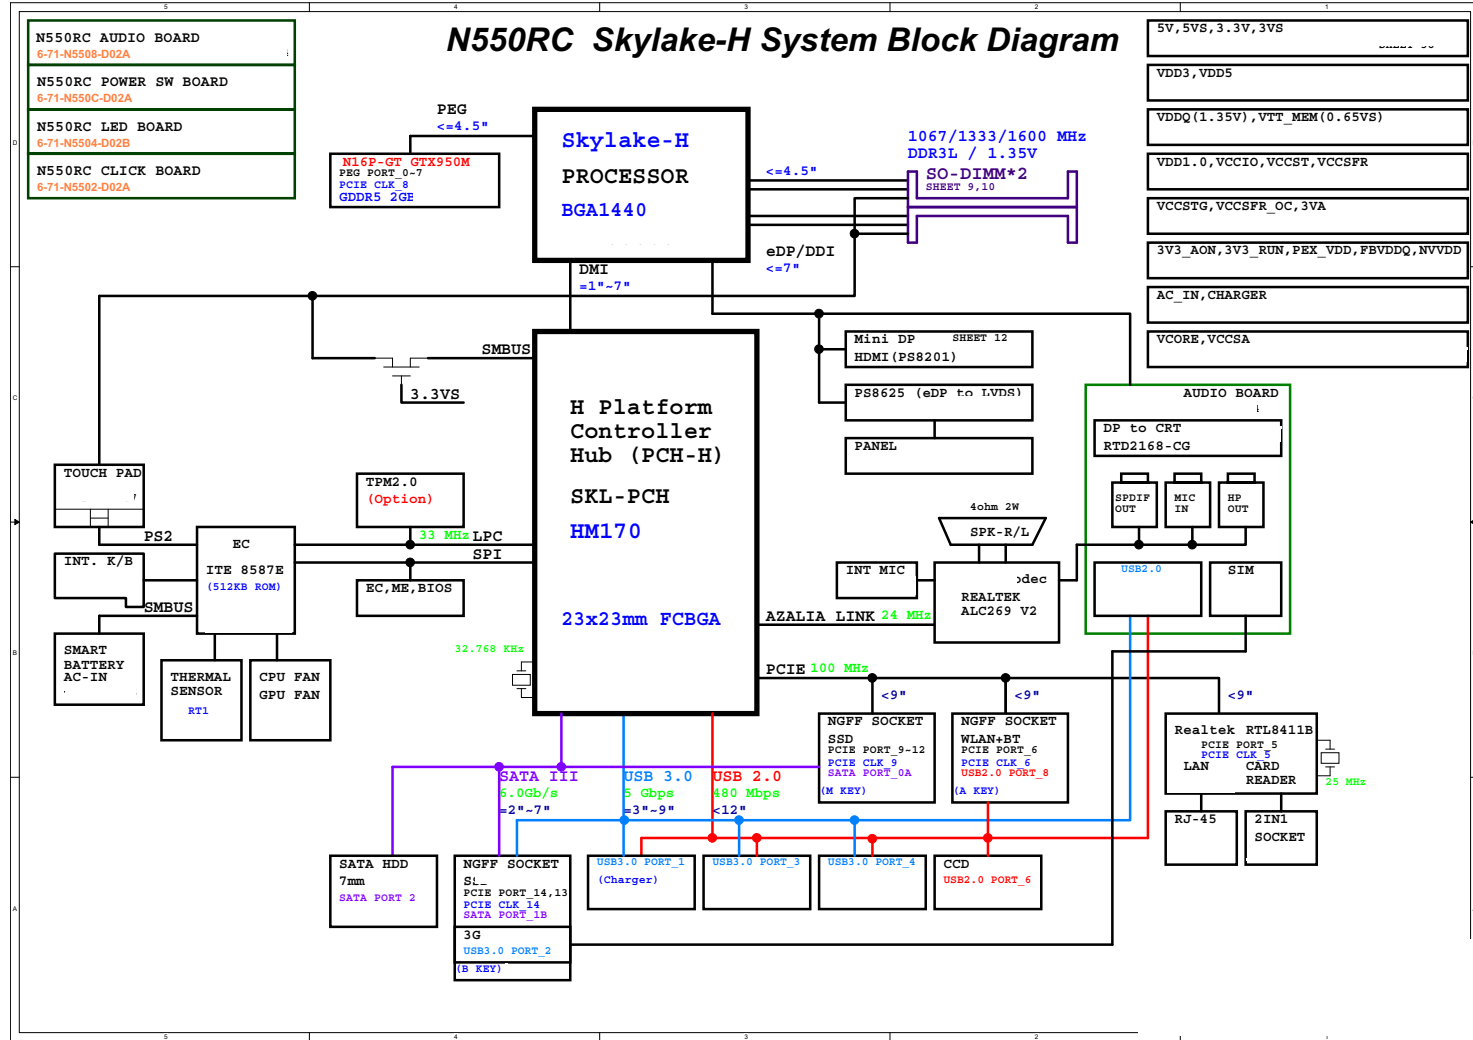 N550RC Skylake-H System Block Diagram
N550RC AUDIO BOARD
6-71-N5508-D02A
N550RC POWER SW BOARD
6-71-N550C-D02A
N550RC LED BOARD
6-71-N5504-D02B
N550RC CLICK BOARD
6-71-N5502-D02A
5V,5VS,3.3V,3VS
VDD3,VDD5
VDDQ(1.35V),VTT_MEM(0.65VS)
VDD1.0,VCCIO,VCCST,VCCSFR
VCCSTG,VCCSFR_OC,3VA
3V3_AON,3V3_RUN,PEX_VDD,FBVDDQ,NVVDD
AC_IN,CHARGER
VCORE,VCCSA
PEG
<=4.5"
N16P-GT GTX950M
PEG PORT_0~7
PCIE CLK_8
GDDR5 2GB
Skylake-H
PROCESSOR
BGA1440
<=4.5"
1067/1333/1600 MHz
DDR3L / 1.35V
SO-DIMM*2
SHEET 9,10
eDP/DDI
<=7"
DMI
=1"~7"
SMBUS
3.3VS
Mini DP SHEET 12
HDMI(PS8201)
PS8625 (eDP to LVDS)
PANEL
AUDIO BOARD
DP to CRT
RTD2168-CG
SPDIF
OUT
MIC
IN
HP
OUT
USB2.0
SIM
H Platform
Controller
Hub (PCH-H)
SKL-PCH
HM170
23x23mm FCBGA
TOUCH PAD
PS2
INT. K/B
SMBUS
SMART
BATTERY
AC-IN
EC
ITE 8587E
(512KB ROM)
THERMAL
SENSOR
RT1
CPU FAN
GPU FAN
TPM2.0
(Option)
33 MHz LPC
SPI
EC,ME,BIOS
32.768 KHz
4ohm 2W
SPK-R/L
INT MIC
odec
REALTEK
ALC269 V2
AZALIA LINK 24 MHz
PCIE 100 MHz
<9"
<9"
<9"
NGFF SOCKET
SSD
PCIE PORT_9~12
PCIE CLK_9
SATA PORT_0A
(M KEY)
NGFF SOCKET
WLAN+BT
PCIE PORT_6
PCIE CLK_6
USB2.0 PORT_8
(A KEY)
Realtek RTL8411B
PCIE PORT_5
PCIE CLK_5
LAN CARD
READER
25 MHz
RJ-45
2IN1
SOCKET
SATA III
6.0Gb/s
=2"~7"
USB 3.0
5 Gbps
=3"~9"
USB 2.0
480 Mbps
<12"
SATA HDD
7mm
SATA PORT 2
NGFF SOCKET
PCIE PORT_14,13
PCIE CLK_14
SATA PORT_1B
3G
USB3.0 PORT_2
(B KEY)
USB3.0 PORT_1
(Charger)
USB3.0 PORT_3
USB3.0 PORT_4
CCD
USB2.0 PORT_6